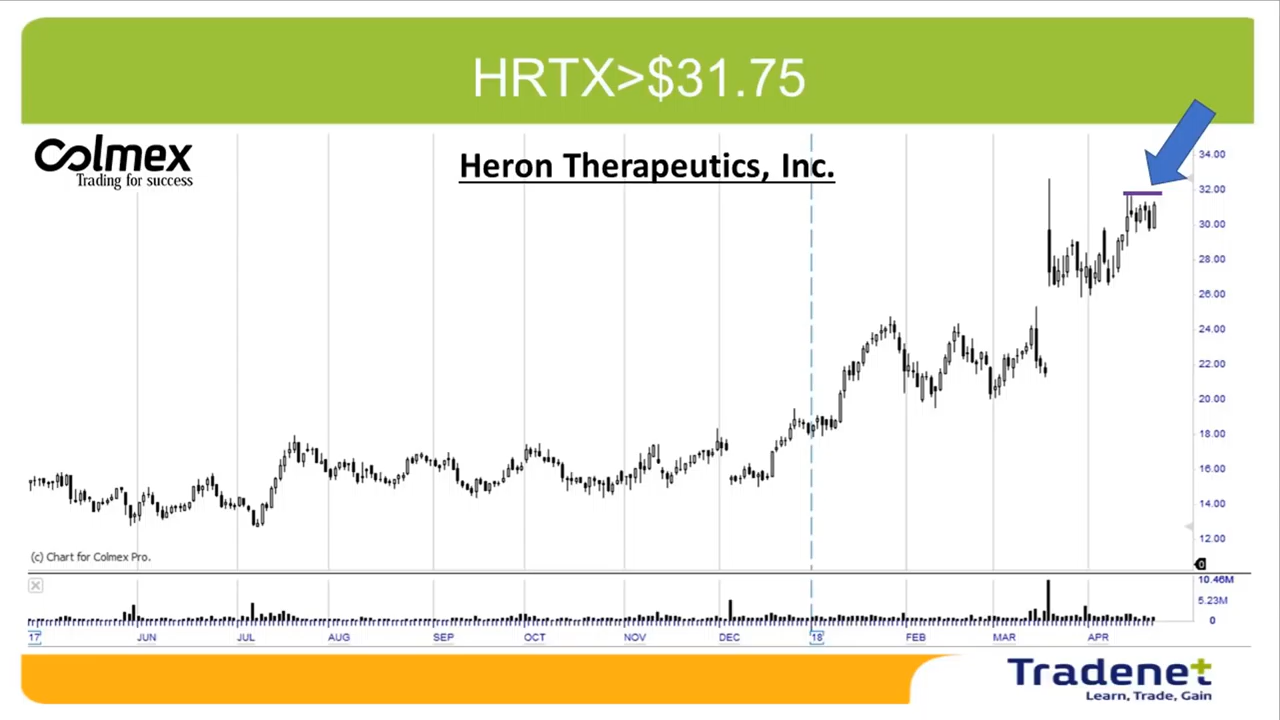 HRTX>$31.75
Colmex
Trading for success
Heron Therapeutics, Inc.
34.00
32.00
30.00
28.00
26.00
24.00
22.00
20.00
18.00
16.00
14.00
12.00
(c) Chart for Colmex Pro.
0
10.46M
5.23M
0
17 JUN JUL AUG SEP OCT NOV DEC 18 FEB MAR APR
Tradenet
Learn, Trade, Gain